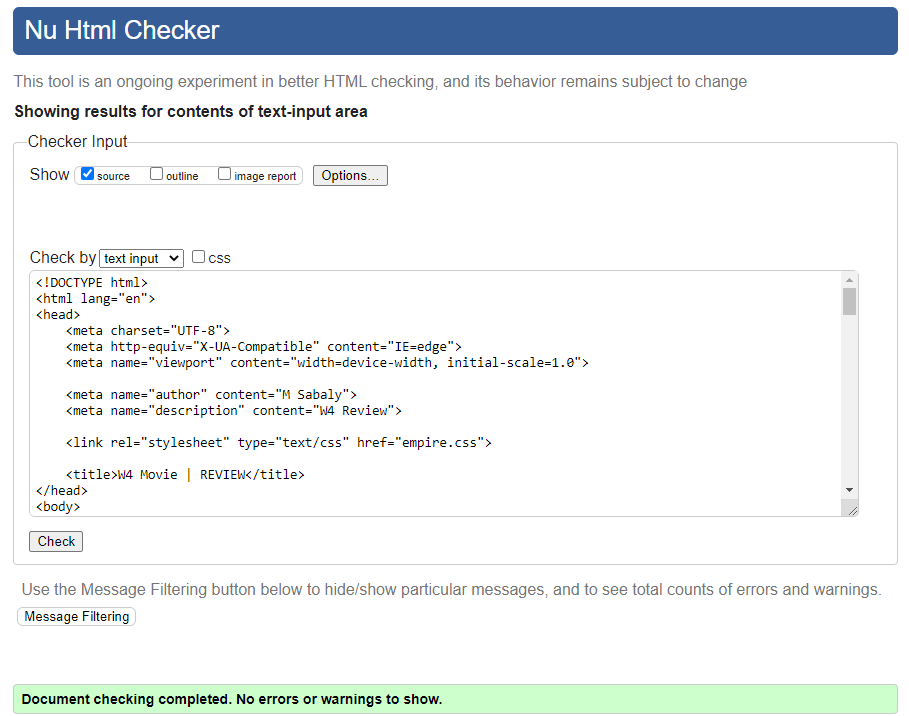 Nu Html Checker
This tool is an ongoing experiment in better HTML checking, and its behavior remains subject to change
Showing results for contents of text-input area
Checker Input
Show source outline image report Options...
Check by text input css
<!DOCTYPE html>
<html lang="en">
<head>
    <meta charset="UTF-8">
    <meta http-equiv="X-UA-Compatible" content="IE=edge">
    <meta name="viewport" content="width=device-width, initial-scale=1.0">
    <meta name="author" content="M Sabaly">
    <meta name="description" content="W4 Review">
    <link rel="stylesheet" type="text/css" href="empire.css">
    <title>W4 Movie | REVIEW</title>
</head>
<body>
Check
Use the Message Filtering button below to hide/show particular messages, and to see total counts of errors and warnings.
Message Filtering
Document checking completed. No errors or warnings to show.